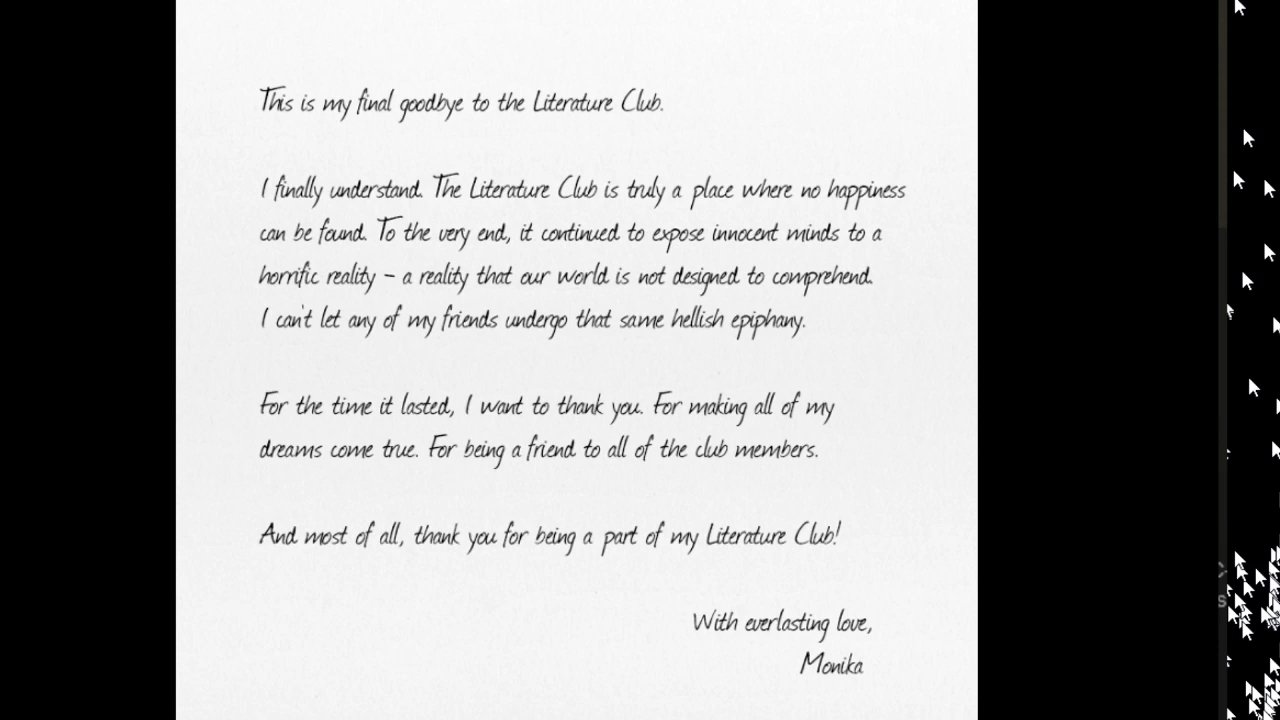 This is my final goodbye to the Literature Club.
I finally understand. The Literature Club is truly a place where no happiness
can be found. To the very end, it continued to expose innocent minds to a
horrific reality - a reality that our world is not designed to comprehend.
I can't let any of my friends undergo that same hellish epiphany.
For the time it lasted, I want to thank you. For making all of my
dreams come true. For being a friend to all of the club members.
And most of all, thank you for being a part of my Literature Club!
With everlasting love,
Monika